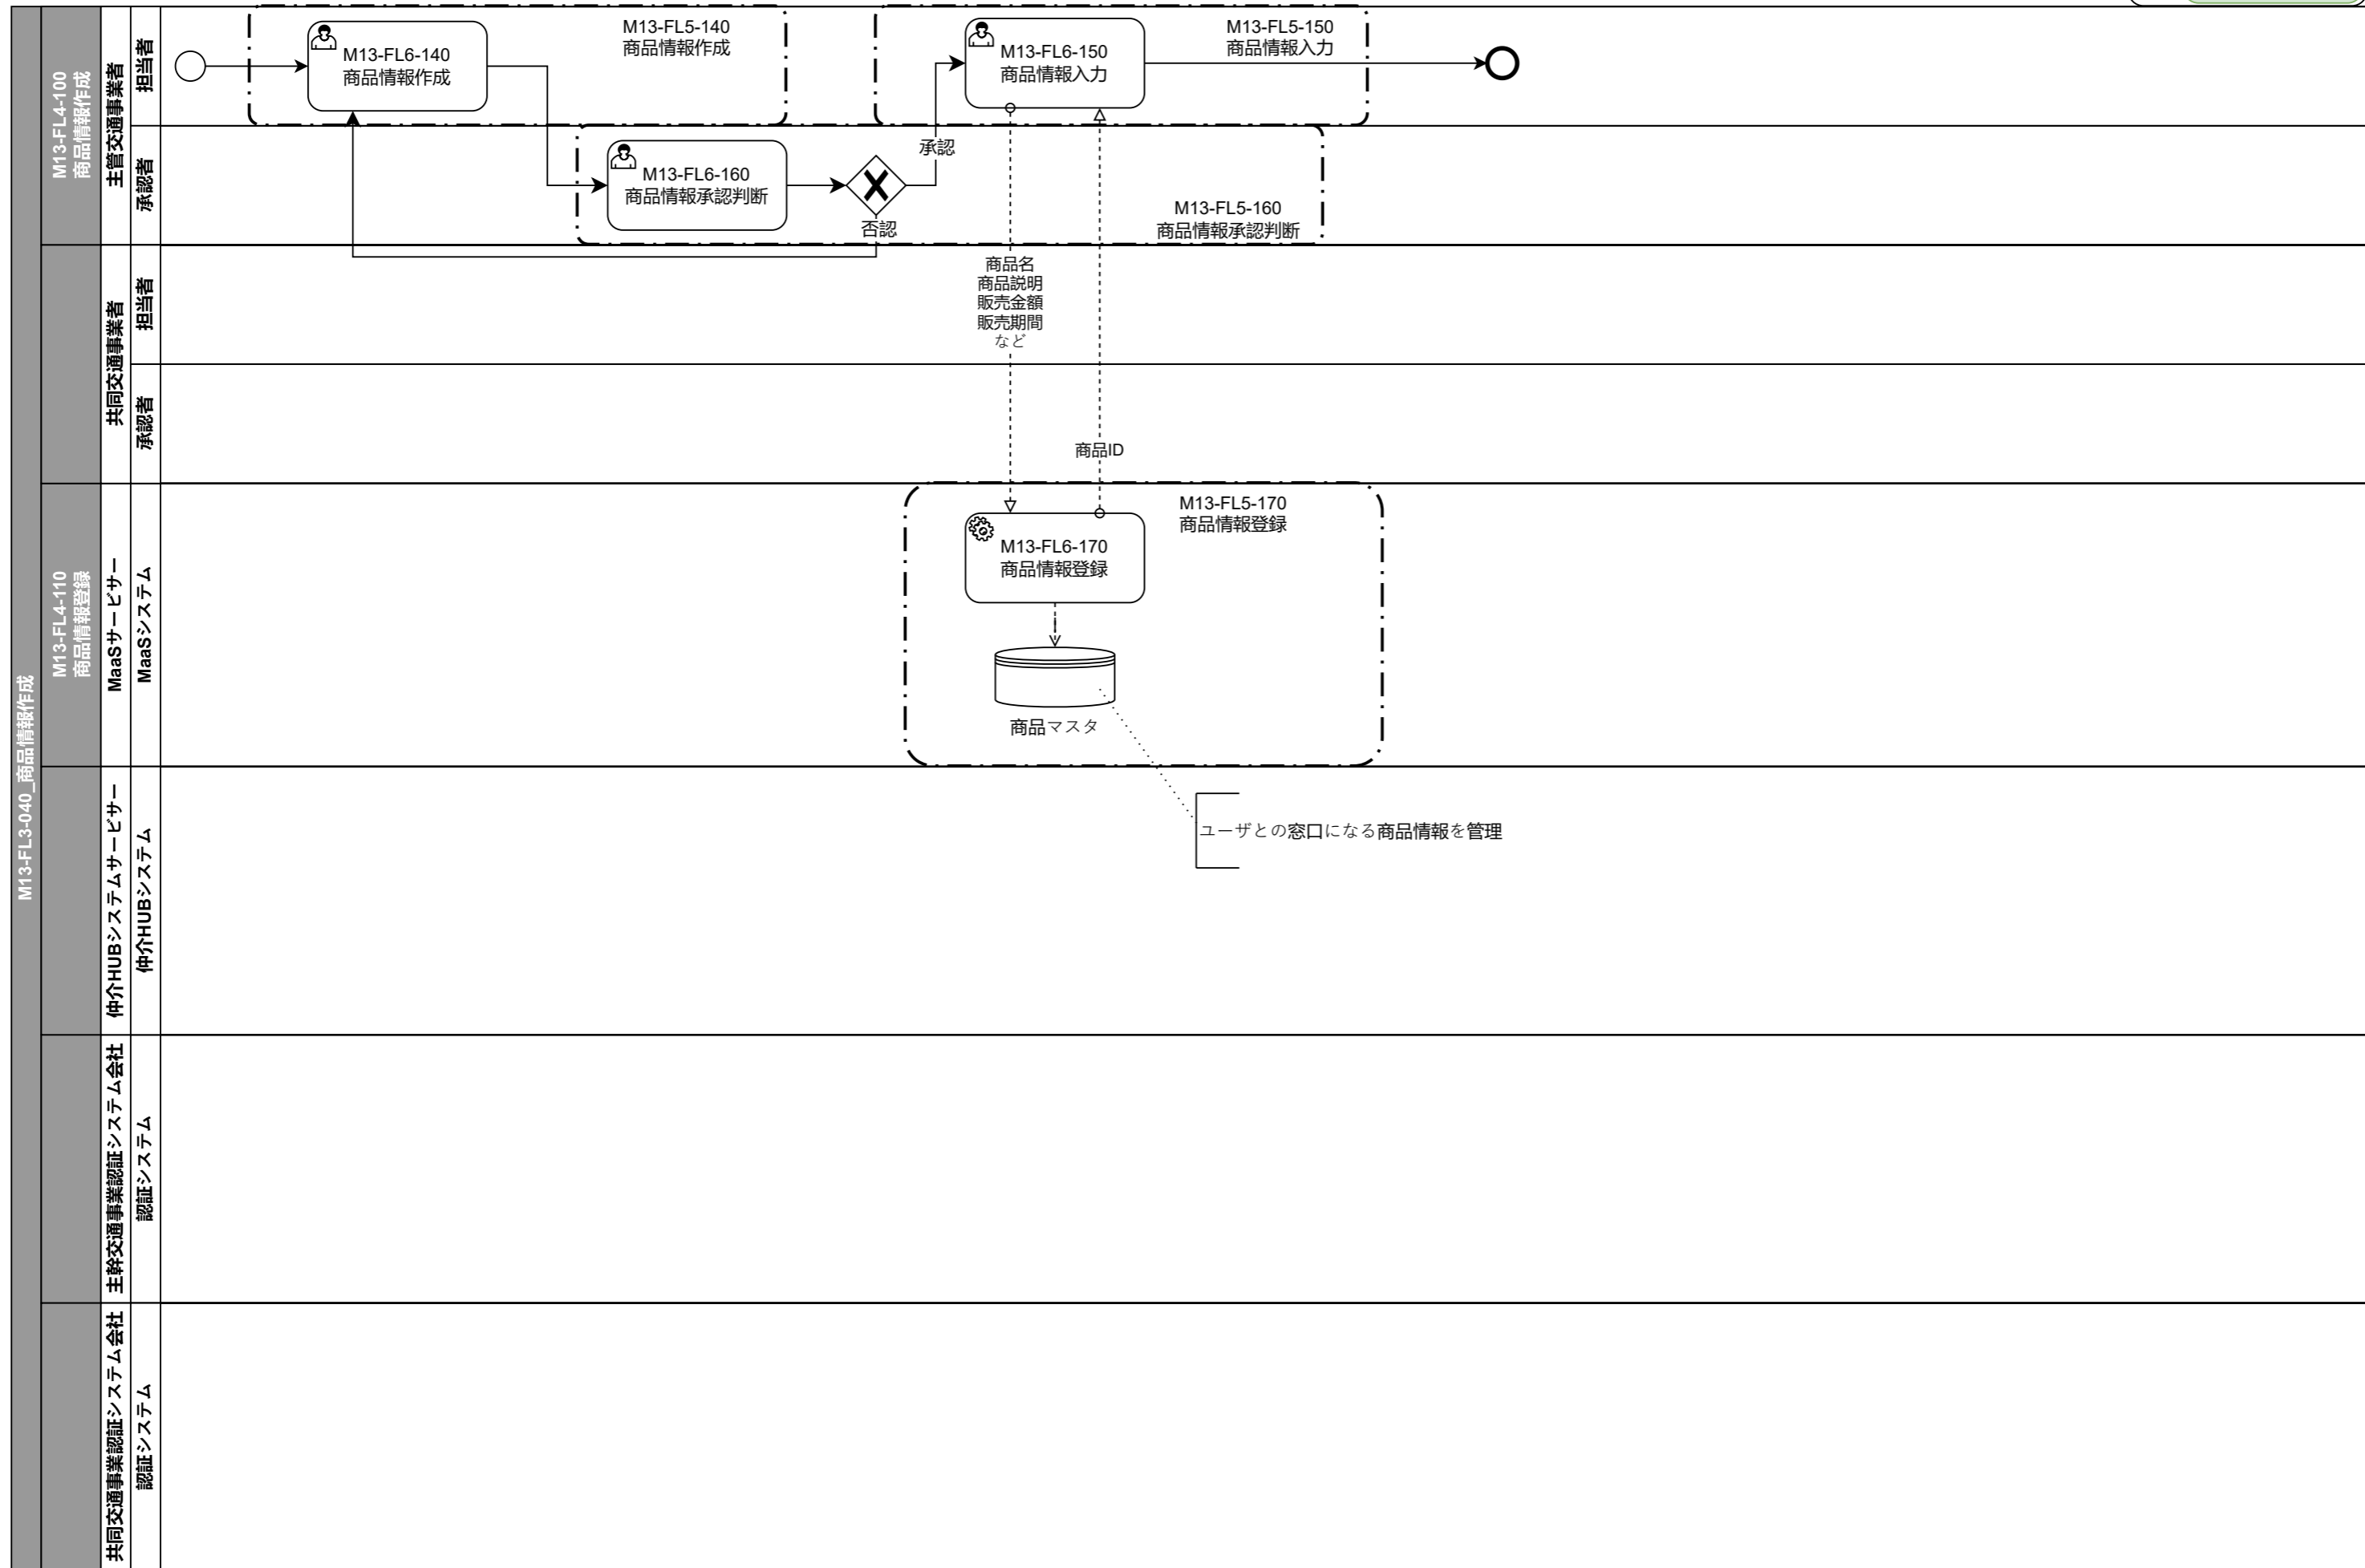 M13-FL3-040_商品情報作成
M13-FL4-100
商品情報作成
主管交通事業者
担当者
M13-FL6-140
商品情報作成
M13-FL5-140
商品情報作成
M13-FL6-150
商品情報入力
M13-FL5-150
商品情報入力
承認者
M13-FL6-160
商品情報承認判断
承認
否認
M13-FL5-160
商品情報承認判断
共同交通事業者
担当者
商品名
商品説明
販売金額
販売期間
など
承認者
商品ID
M13-FL4-110
商品情報登録
MaaSサービサー
MaaSシステム
M13-FL5-170
商品情報登録
M13-FL6-170
商品情報登録
商品マスタ
仲介HUBシステムサービサー
仲介HUBシステム
ユーザとの窓口になる商品情報を管理
主幹交通事業認証システム会社
認証システム
共同交通事業認証システム会社
認証システム